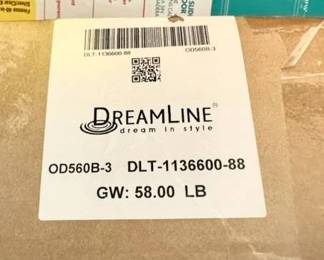 DLT-1136600-88 OD560B-3
DREAMLINE®
dream in style
OD560B-3 DLT-1136600-88
GW: 58.00 LB